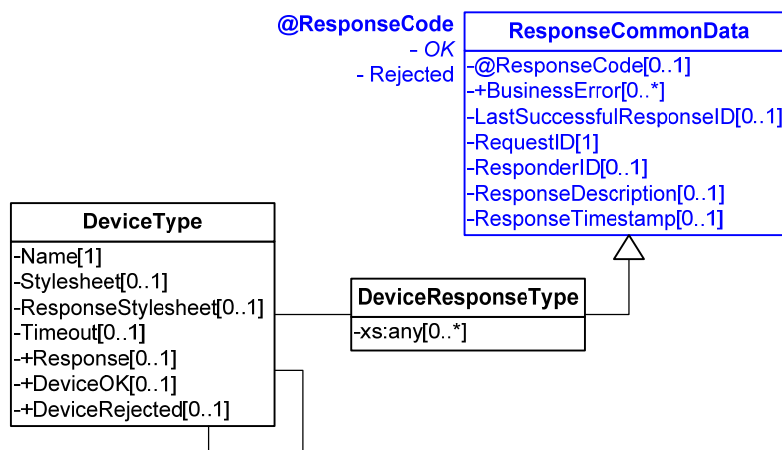 @ResponseCode
- OK
- Rejected
ResponseCommonData
-@ResponseCode[0..1]
-+BusinessError[0..*]
-LastSuccessfulResponseID[0..1]
-RequestID[1]
-ResponderID[0..1]
-ResponseDescription[0..1]
-ResponseTimestamp[0..1]
DeviceType
-Name[1]
-Stylesheet[0..1]
-ResponseStylesheet[0..1]
-Timeout[0..1]
-+Response[0..1]
-+DeviceOK[0..1]
-+DeviceRejected[0..1]
DeviceResponseType
-xs:any[0..*]